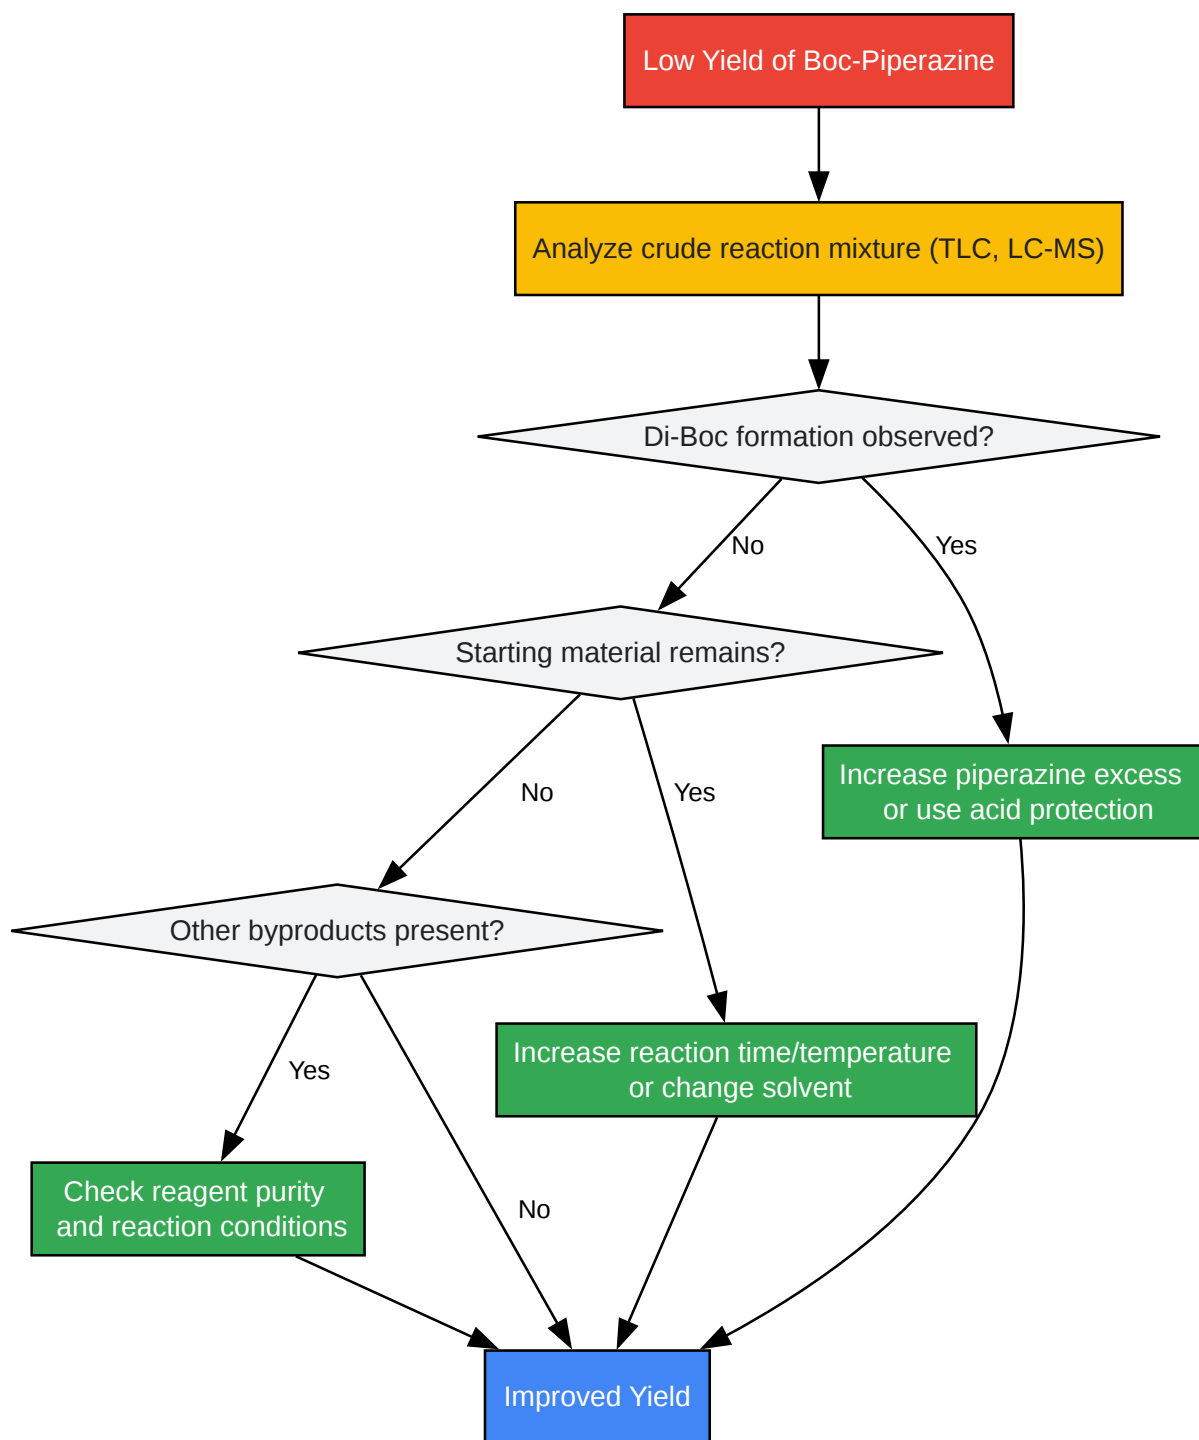 Low Yield of Boc-Piperazine
Analyze crude reaction mixture (TLC, LC-MS)
Di-Boc formation observed?
No
Yes
Starting material remains?
Increase piperazine excess
or use acid protection
No
Yes
Other byproducts present?
Increase reaction time/temperature
or change solvent
Yes
Check reagent purity
and reaction conditions
No
Improved Yield